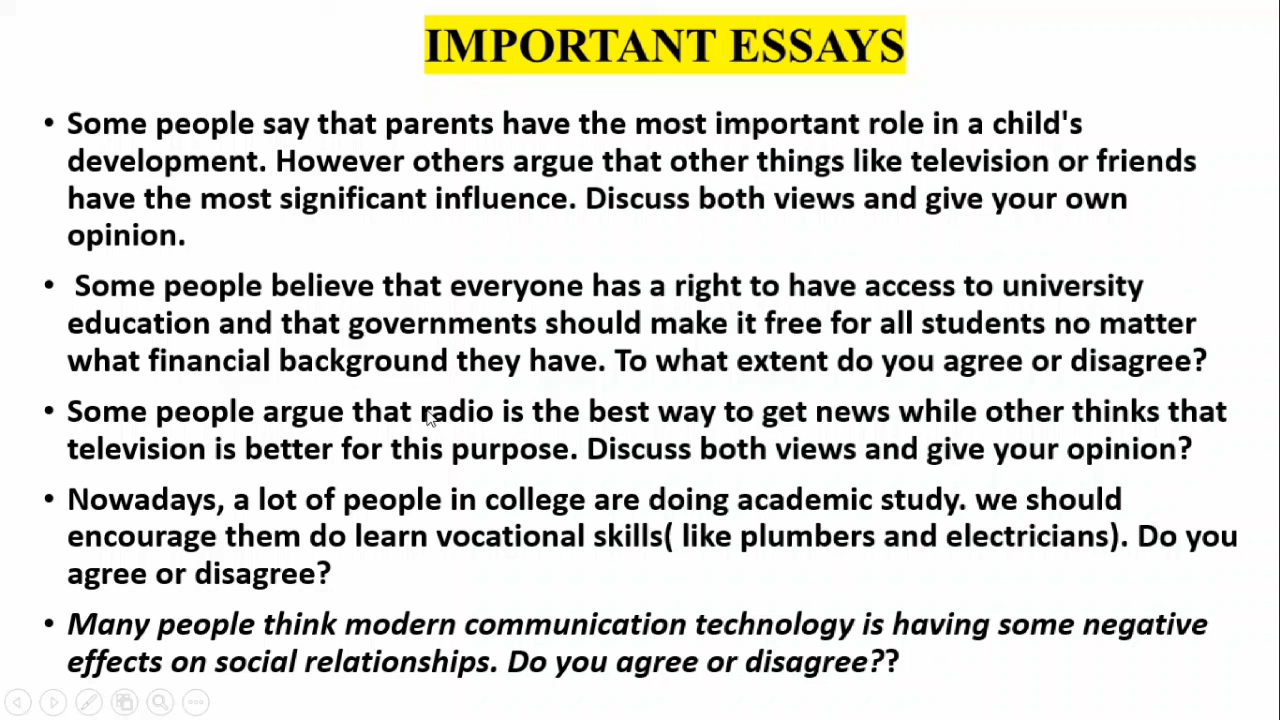 IMPORTANT ESSAYS
• Some people say that parents have the most important role in a child's
development. However others argue that other things like television or friends
have the most significant influence. Discuss both views and give your own
opinion.
• Some people believe that everyone has a right to have access to university
education and that governments should make it free for all students no matter
what financial background they have. To what extent do you agree or disagree?
• Some people argue that radio is the best way to get news while other thinks that
television is better for this purpose. Discuss both views and give your opinion?
• Nowadays, a lot of people in college are doing academic study. we should
encourage them do learn vocational skills( like plumbers and electricians). Do you
agree or disagree?
• Many people think modern communication technology is having some negative
effects on social relationships. Do you agree or disagree??